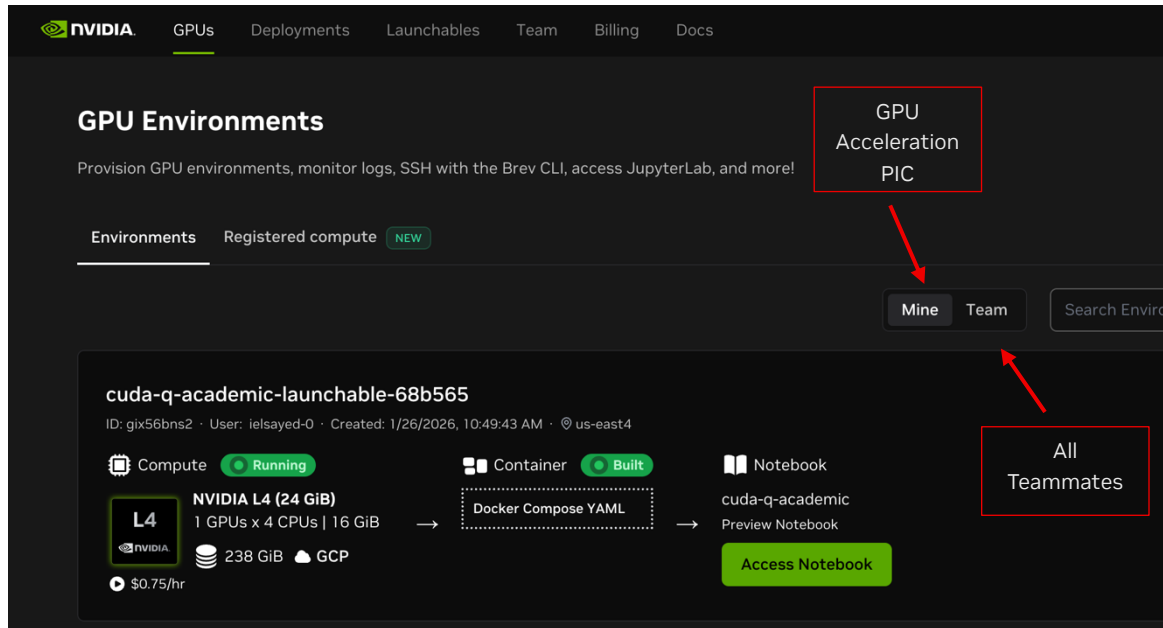 NVIDIA.
GPUs
Deployments
Launchables
Team
Billing
Docs
GPU Environments
Provision GPU environments, monitor logs, SSH with the Brev CLI, access JupyterLab, and more!
GPU
Acceleration
PIC
Environments
Registered compute NEW
Mine
Team
Search Enviro
All
Teammates
cuda-q-academic-launchable-68b565
ID: gix56bns2 · User: ielsayed-0 · Created: 1/26/2026, 10:49:43 AM · us-east4
Compute Running
L4
NVIDIA.
NVIDIA L4 (24 GiB)
1 GPUs x 4 CPUs | 16 GiB
238 GiB GCP
$0.75/hr
→
Container Built
Docker Compose YAML
→
Notebook
cuda-q-academic
Preview Notebook
Access Notebook